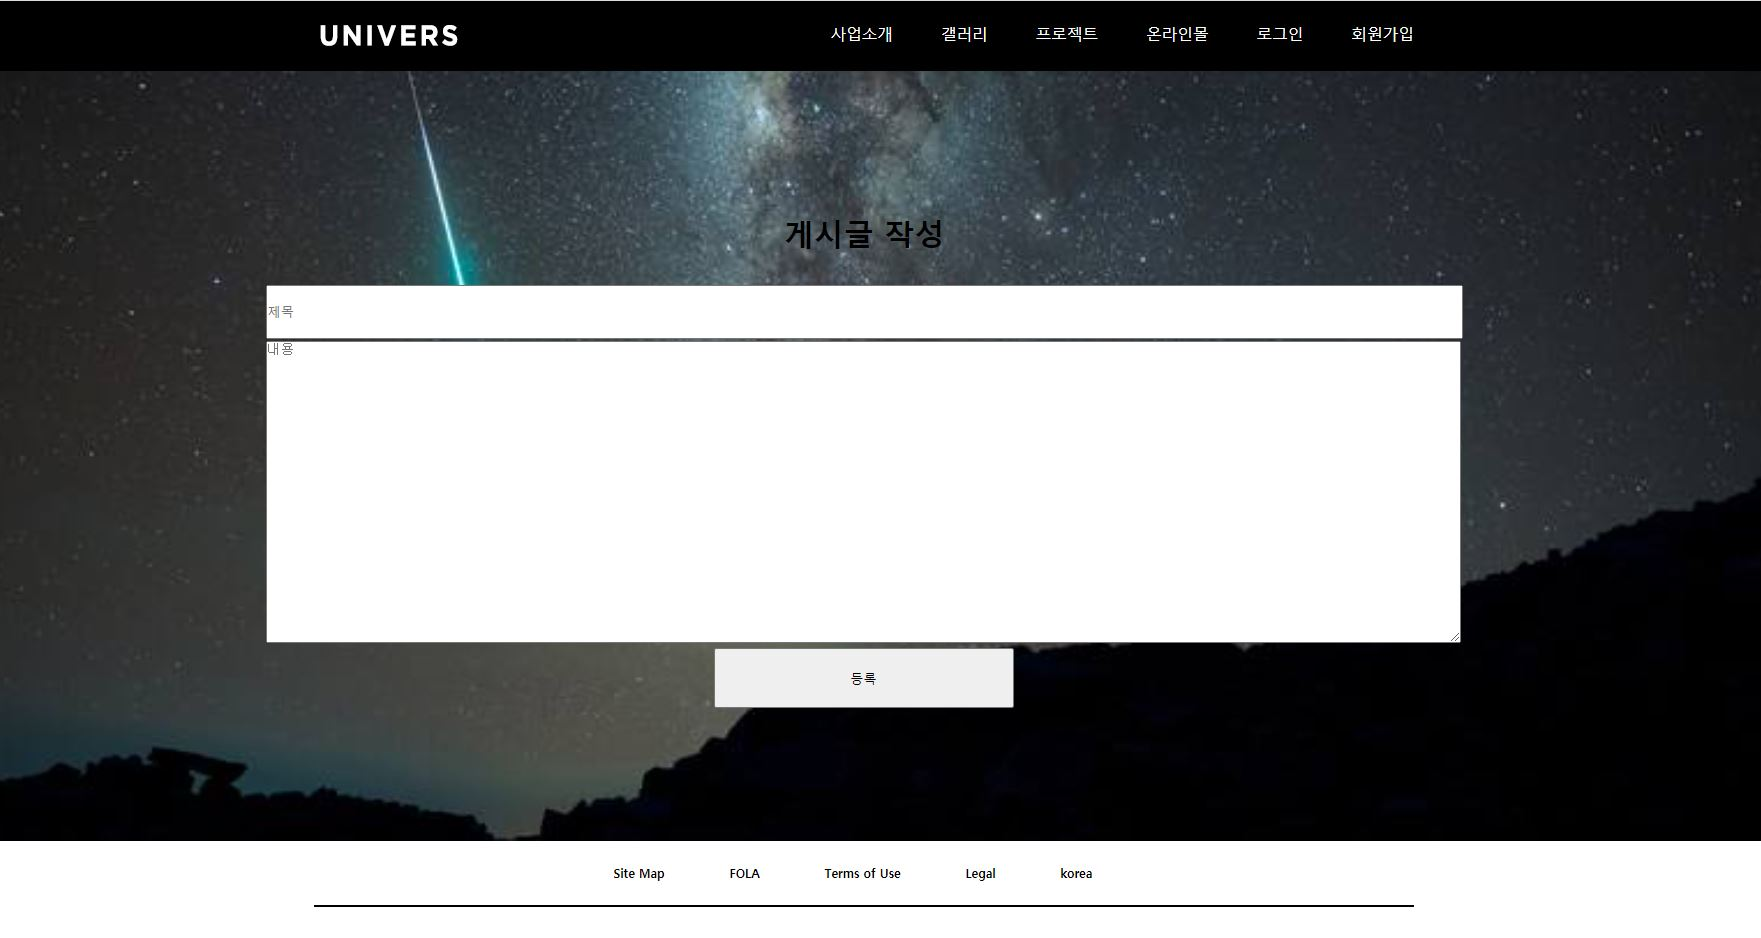 UNIVERS
사업소개 갤러리 프로젝트 온라인몰 로그인 회원가입
게시글 작성
제목
내용
등록
Site Map FOLA Terms of Use Legal korea